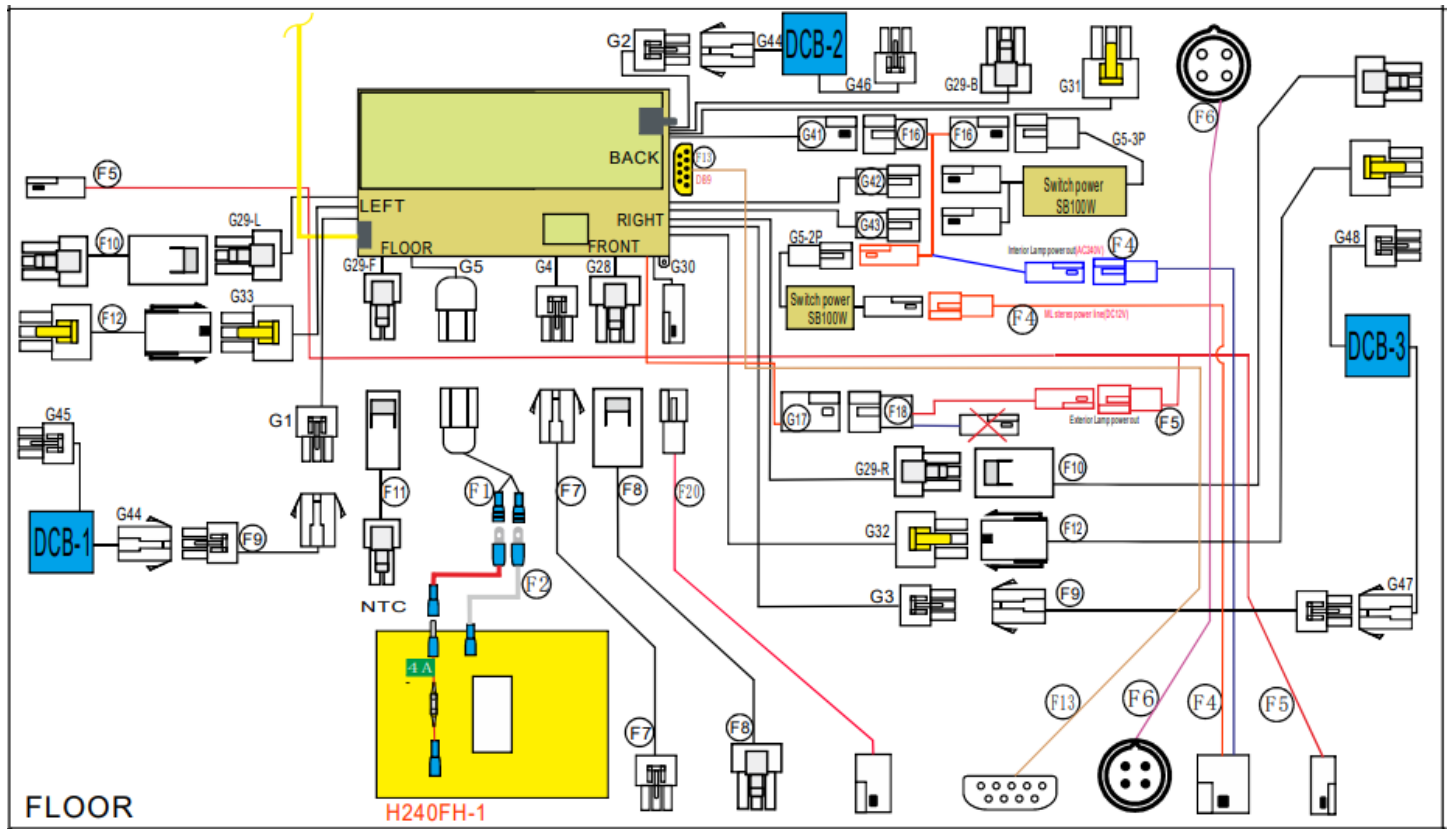 G2
G44
DCB-2
G46
G29-B
G31
F6
BACK
F13
DB9
G41
F16
F16
G5-3P
F5
G42
Switch power
SB100W
LEFT
RIGHT
G43
G29-L
F10
FLOOR
FRONT
G5-2P
Interior Lamp power out(AC240V)
F4
G48
G29-F
G5
G4
G28
G30
G33
F12
Switch power
SB100W
F4
ML stereo power line(DC12V)
DCB-3
G45
G1
G17
F18
Exterior Lamp power out
F5
G29-R
F10
F11
F1
F7
F8
F20
G44
DCB-1
F9
G32
F12
F2
NTC
G3
F9
G47
4A
F13
F6
F4
F5
F7
F8
FLOOR
H240FH-1